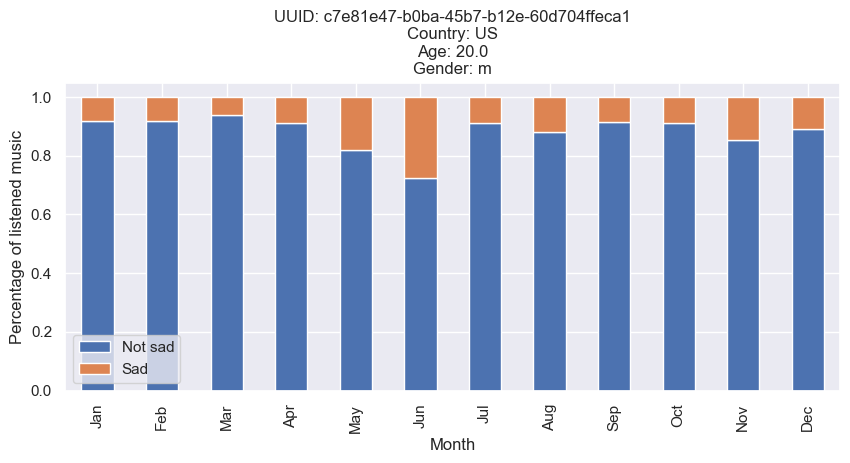 UUID: c7e81e47-b0ba-45b7-b12e-60d704ffeca1
Country: US
Age: 20.0
Gender: m
Percentage of listened music
1.0
0.8
0.6
0.4
0.2
0.0
Not sad
Sad
Jan Feb Mar Apr May Jun Jul Aug Sep Oct Nov Dec
Month